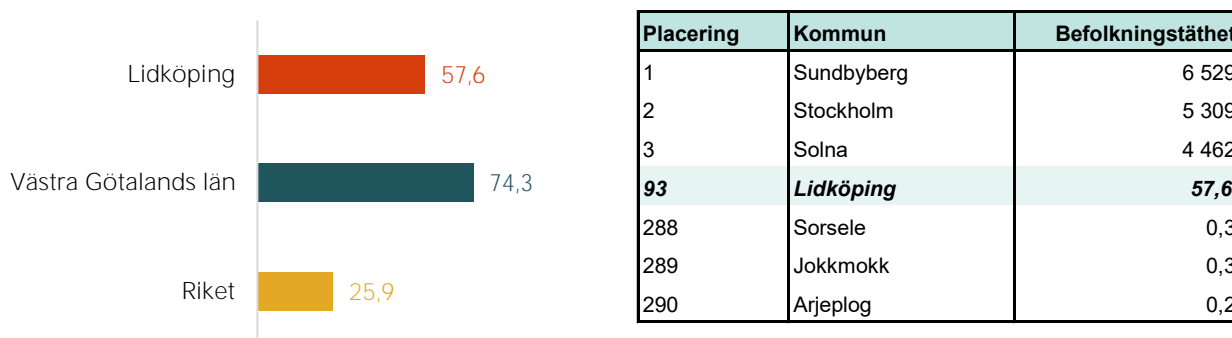 Lidköping 57,6
Västra Götalands län 74,3
Riket 25,9
Placering Kommun Befolkningstäthet
1 Sundbyberg 6 529
2 Stockholm 5 309
3 Solna 4 462
93 Lidköping 57,6
288 Sorsele 0,3
289 Jokkmokk 0,3
290 Arjeplog 0,2